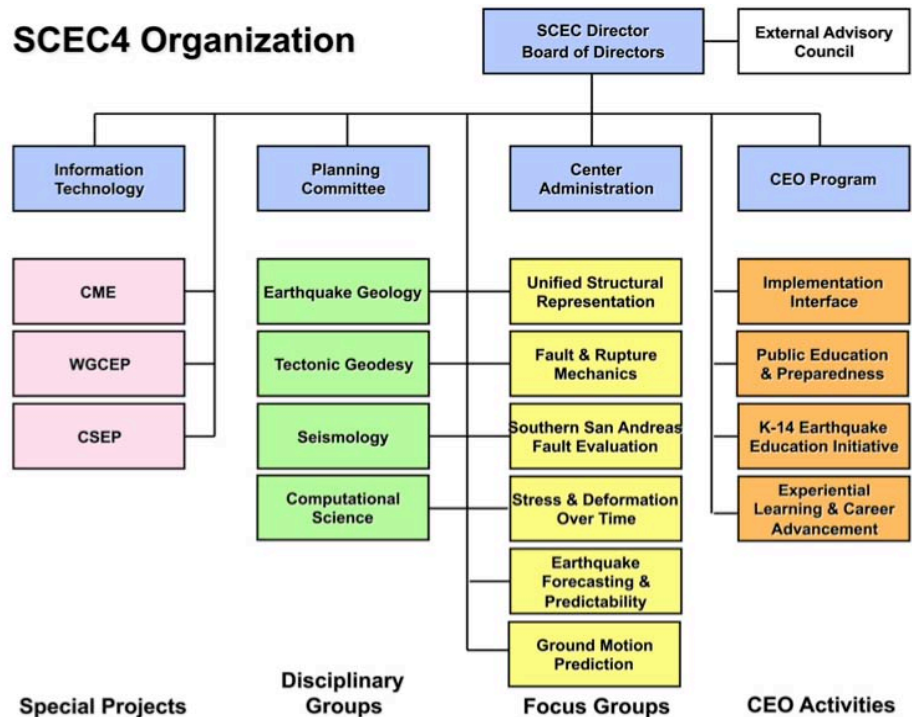 SCEC4 Organization
SCEC Director
Board of Directors
External Advisory
Council
Information
Technology
Planning
Committee
Center
Administration
CEO Program
CME
WGCEP
CSEP
Earthquake Geology
Tectonic Geodesy
Seismology
Computational
Science
Unified Structural
Representation
Fault & Rupture
Mechanics
Southern San Andreas
Fault Evaluation
Stress & Deformation
Over Time
Earthquake
Forecasting &
Predictability
Ground Motion
Prediction
Implementation
Interface
Public Education
& Preparedness
K-14 Earthquake
Education Initiative
Experiential
Learning & Career
Advancement
Special Projects
Disciplinary
Groups
Focus Groups
CEO Activities